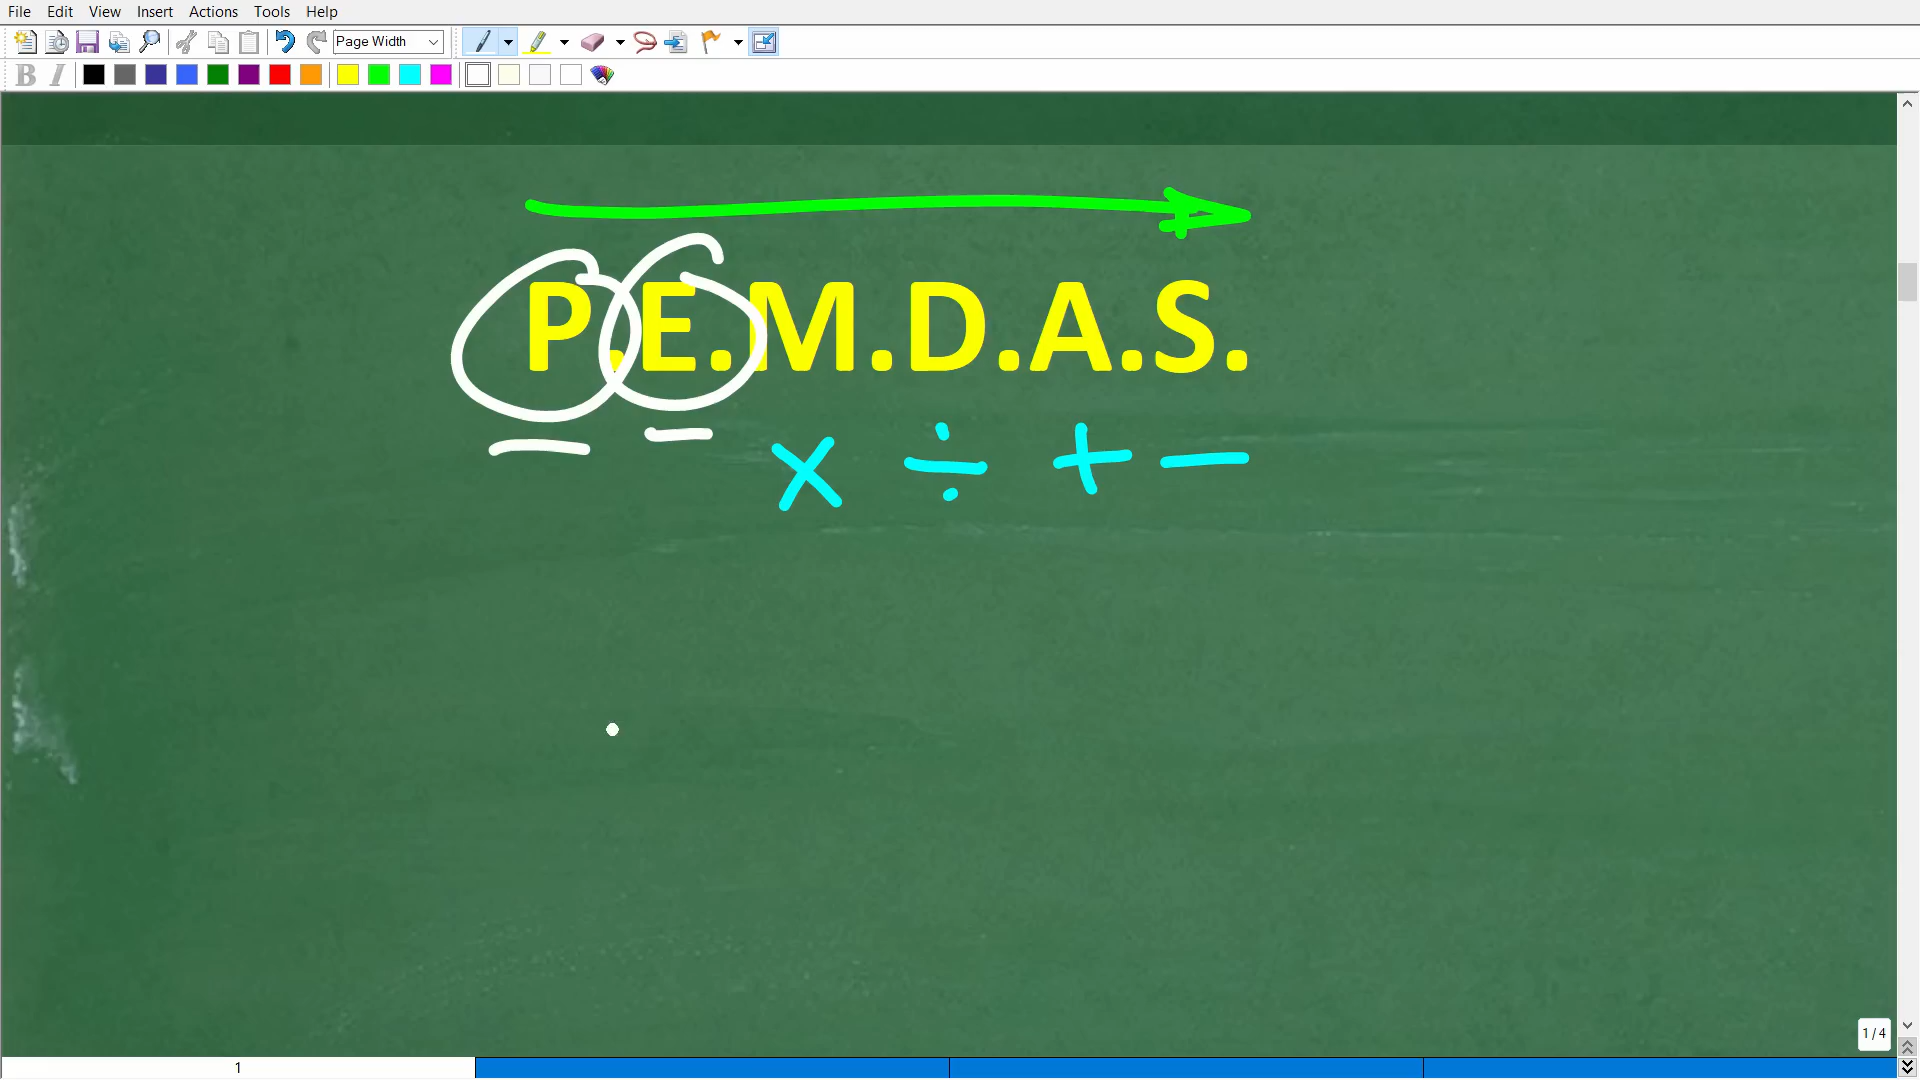 File Edit View Insert Actions Tools Help
Page Width
B I
P.E.M.D.A.S.
× ÷ + −
1 / 4
1